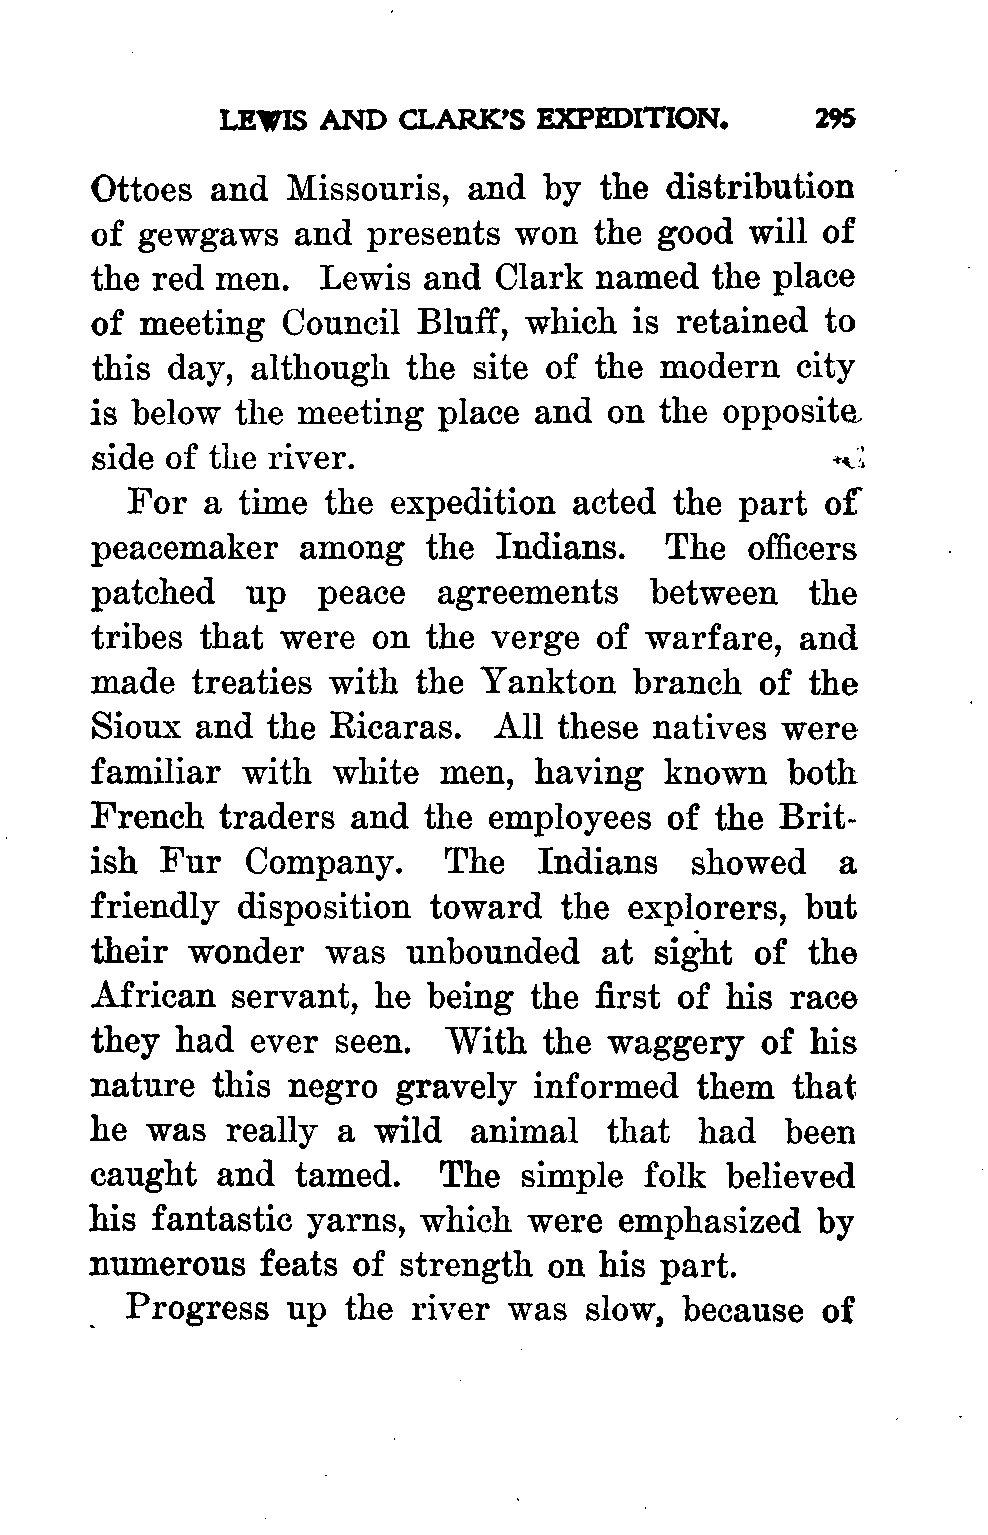 LEWIS AND CLARK'S EXPEDITION. 295
Ottoes and Missouris, and by the distribution
of gewgaws and presents won the good will of
the red men. Lewis and Clark named the place
of meeting Council Bluff, which is retained to
this day, although the site of the modern city
is below the meeting place and on the opposite
side of the river.
For a time the expedition acted the part of
peacemaker among the Indians. The officers
patched up peace agreements between the
tribes that were on the verge of warfare, and
made treaties with the Yankton branch of the
Sioux and the Ricaras. All these natives were
familiar with white men, having known both
French traders and the employees of the Brit-
ish Fur Company. The Indians showed a
friendly disposition toward the explorers, but
their wonder was unbounded at sight of the
African servant, he being the first of his race
they had ever seen. With the waggery of his
nature this negro gravely informed them that
he was really a wild animal that had been
caught and tamed. The simple folk believed
his fantastic yarns, which were emphasized by
numerous feats of strength on his part.
Progress up the river was slow, because of